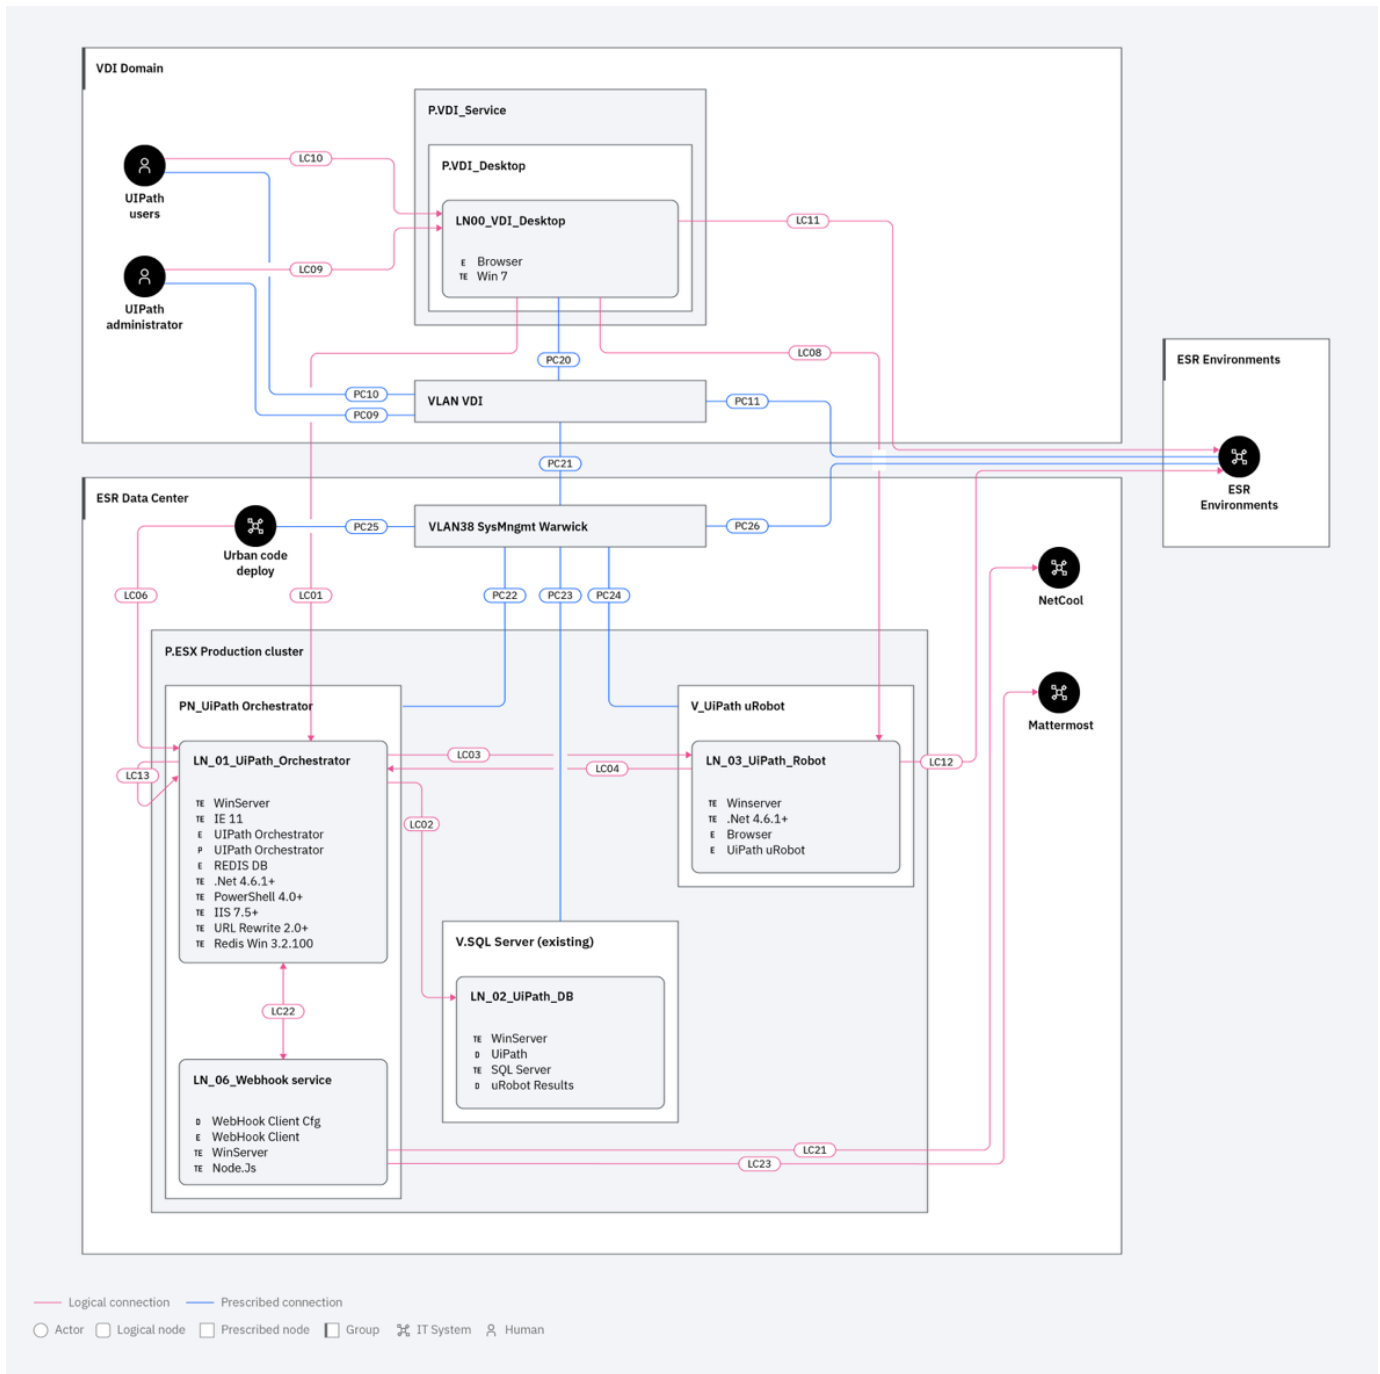 VDI Domain
P.VDI_Service
P.VDI_Desktop
LC10
UIPath
users
LN00_VDI_Desktop
LC11
E Browser
TE Win 7
LC09
UIPath
administrator
PC20
LC08
ESR Environments
PC10
VLAN VDI
PC11
PC09
PC21
ESR
Environments
ESR Data Center
PC25
VLAN38 SysMngmt Warwick
PC26
Urban code
deploy
LC06
LC01
PC22
PC23
PC24
NetCool
P.ESX Production cluster
PN_UiPath Orchestrator
V_UiPath uRobot
Mattermost
LC03
LN_01_UiPath_Orchestrator
LN_03_UiPath_Robot
LC12
LC13
LC04
TE WinServer
TE IE 11
E UIPath Orchestrator
P UIPath Orchestrator
E REDIS DB
TE .Net 4.6.1+
TE PowerShell 4.0+
TE IIS 7.5+
TE URL Rewrite 2.0+
TE Redis Win 3.2.100
LC02
TE Winserver
TE .Net 4.6.1+
E Browser
E UiPath uRobot
V.SQL Server (existing)
LN_02_UiPath_DB
LC22
TE WinServer
D UiPath
TE SQL Server
D uRobot Results
LN_06_Webhook service
D WebHook Client Cfg
E WebHook Client
TE WinServer
TE Node.Js
LC21
LC23
Logical connection
Prescribed connection
Actor
Logical node
Prescribed node
Group
IT System
Human